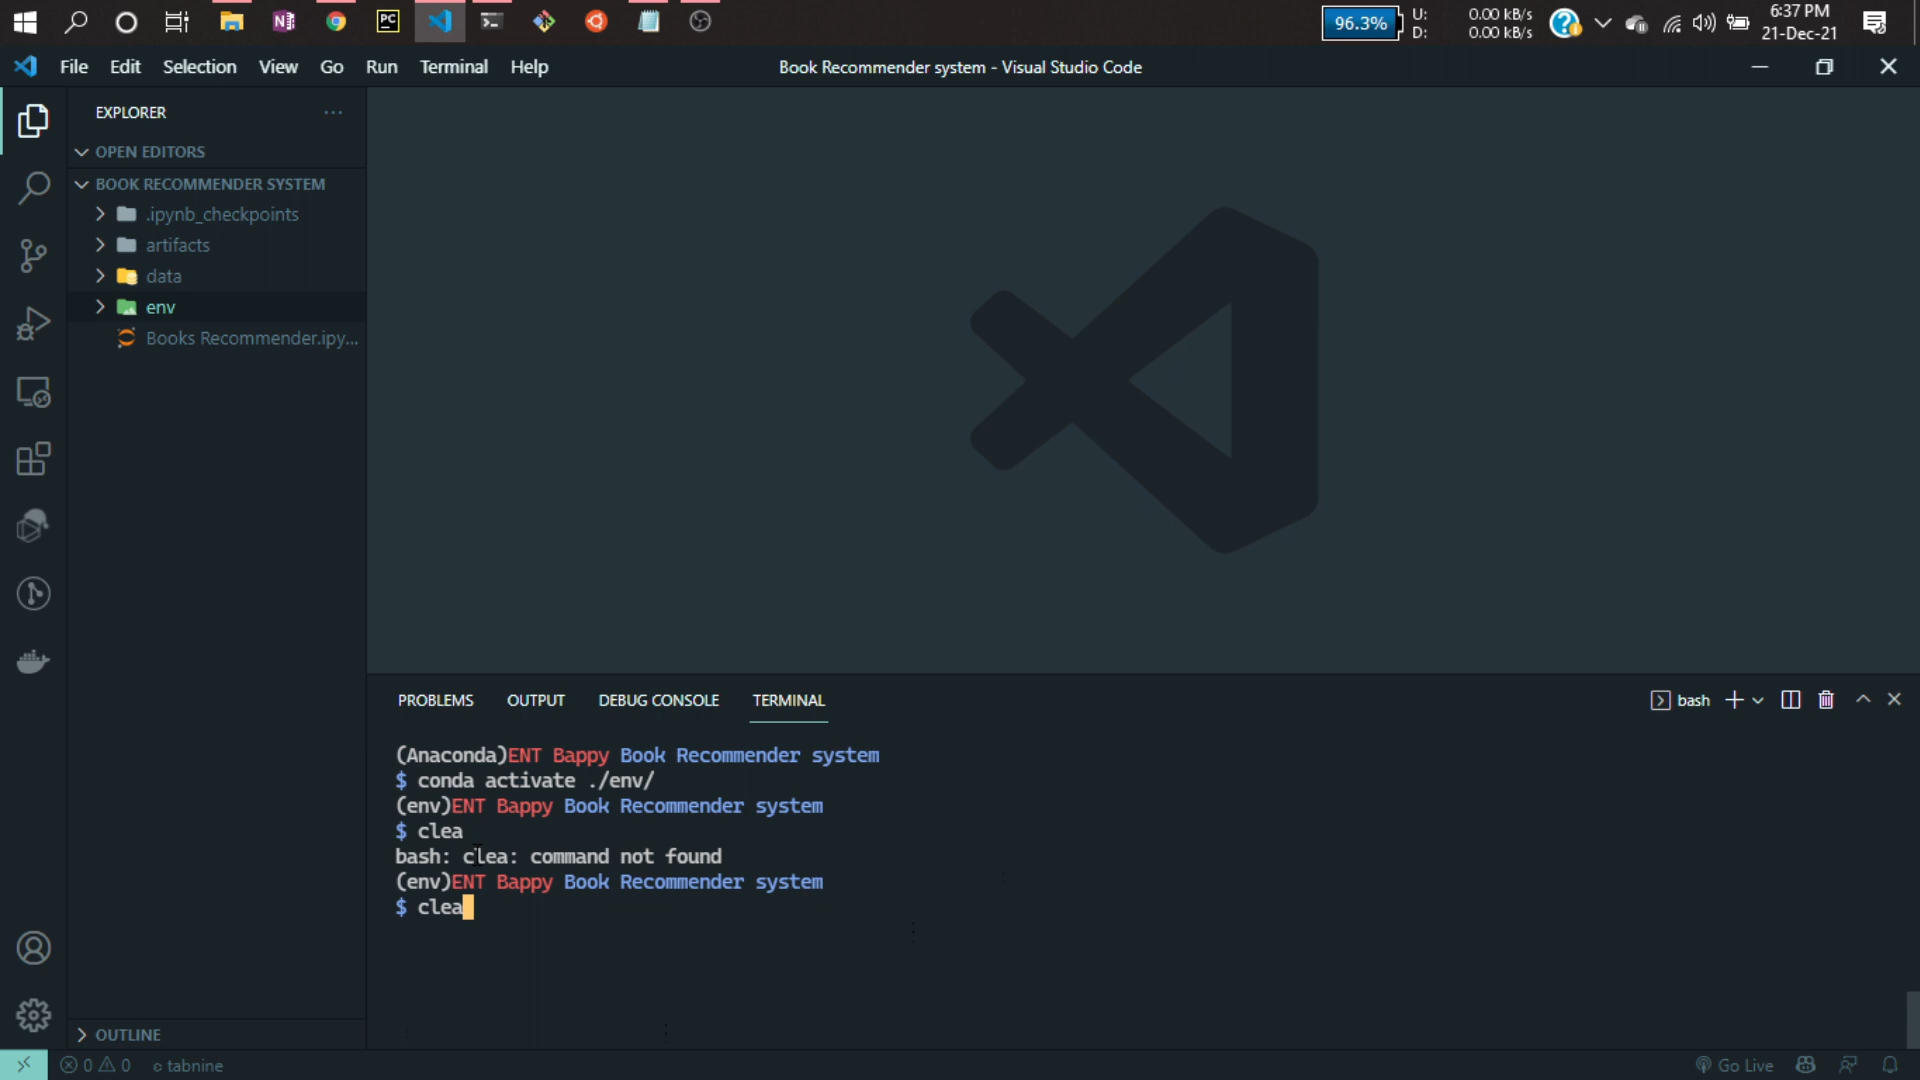 PC
96.3%
U: 0.00 kB/s
D: 0.00 kB/s
6:37 PM
21-Dec-21
File Edit Selection View Go Run Terminal Help
Book Recommender system - Visual Studio Code
EXPLORER
OPEN EDITORS
BOOK RECOMMENDER SYSTEM
.ipynb_checkpoints
artifacts
data
env
Books Recommender.ipy...
PROBLEMS OUTPUT DEBUG CONSOLE TERMINAL
bash
(Anaconda)ENT Bappy Book Recommender system
$ conda activate ./env/
(env)ENT Bappy Book Recommender system
$ clea
bash: clea: command not found
(env)ENT Bappy Book Recommender system
$ clea
OUTLINE
0 0 tabnine
Go Live